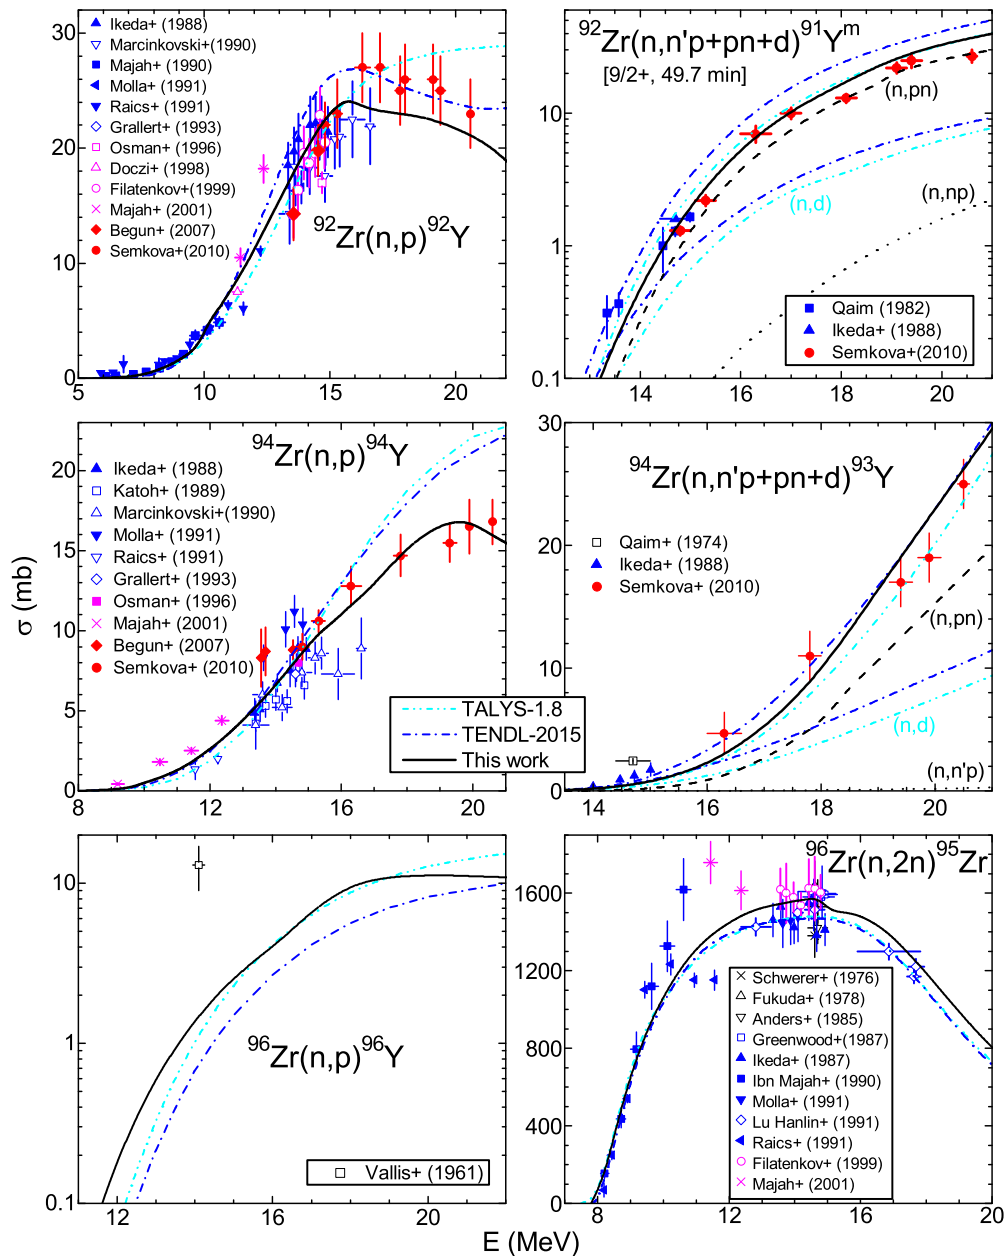 30
20
10
0
5
10
15
20
Ikeda+ (1988)
Marcinkovski+(1990)
Majah+ (1990)
Molla+ (1991)
Raics+ (1991)
Grallert+ (1993)
Osman+ (1996)
Doczi+ (1998)
Filatenkov+(1999)
Majah+ (2001)
Begun+ (2007)
Semkova+(2010)
92Zr(n,p)92Y
92Zr(n,n'p+pn+d)91Ym
[9/2+, 49.7 min]
(n,pn)
(n,d)
(n,np)
Qaim (1982)
Ikeda+ (1988)
Semkova+(2010)
10
1
0.1
14
16
18
20
94Zr(n,p)94Y
Ikeda+ (1988)
Katoh+ (1989)
Marcinkovski+(1990)
Molla+ (1991)
Raics+ (1991)
Grallert+ (1993)
Osman+ (1996)
Majah+ (2001)
Begun+ (2007)
Semkova+(2010)
20
15
10
5
0
8
12
16
20
σ (mb)
TALYS-1.8
TENDL-2015
This work
94Zr(n,n'p+pn+d)93Y
Qaim+ (1974)
Ikeda+ (1988)
Semkova+ (2010)
(n,pn)
(n,d)
(n,n'p)
30
20
10
0
14
16
18
20
96Zr(n,p)96Y
Vallis+ (1961)
10
1
0.1
12
16
20
96Zr(n,2n)95Zr
Schwerer+ (1976)
Fukuda+ (1978)
Anders+ (1985)
Greenwood+(1987)
Ikeda+ (1987)
Ibn Majah+ (1990)
Molla+ (1991)
Lu Hanlin+ (1991)
Raics+ (1991)
Filatenkov+ (1999)
Majah+ (2001)
1600
1200
800
400
0
8
12
16
20
E (MeV)